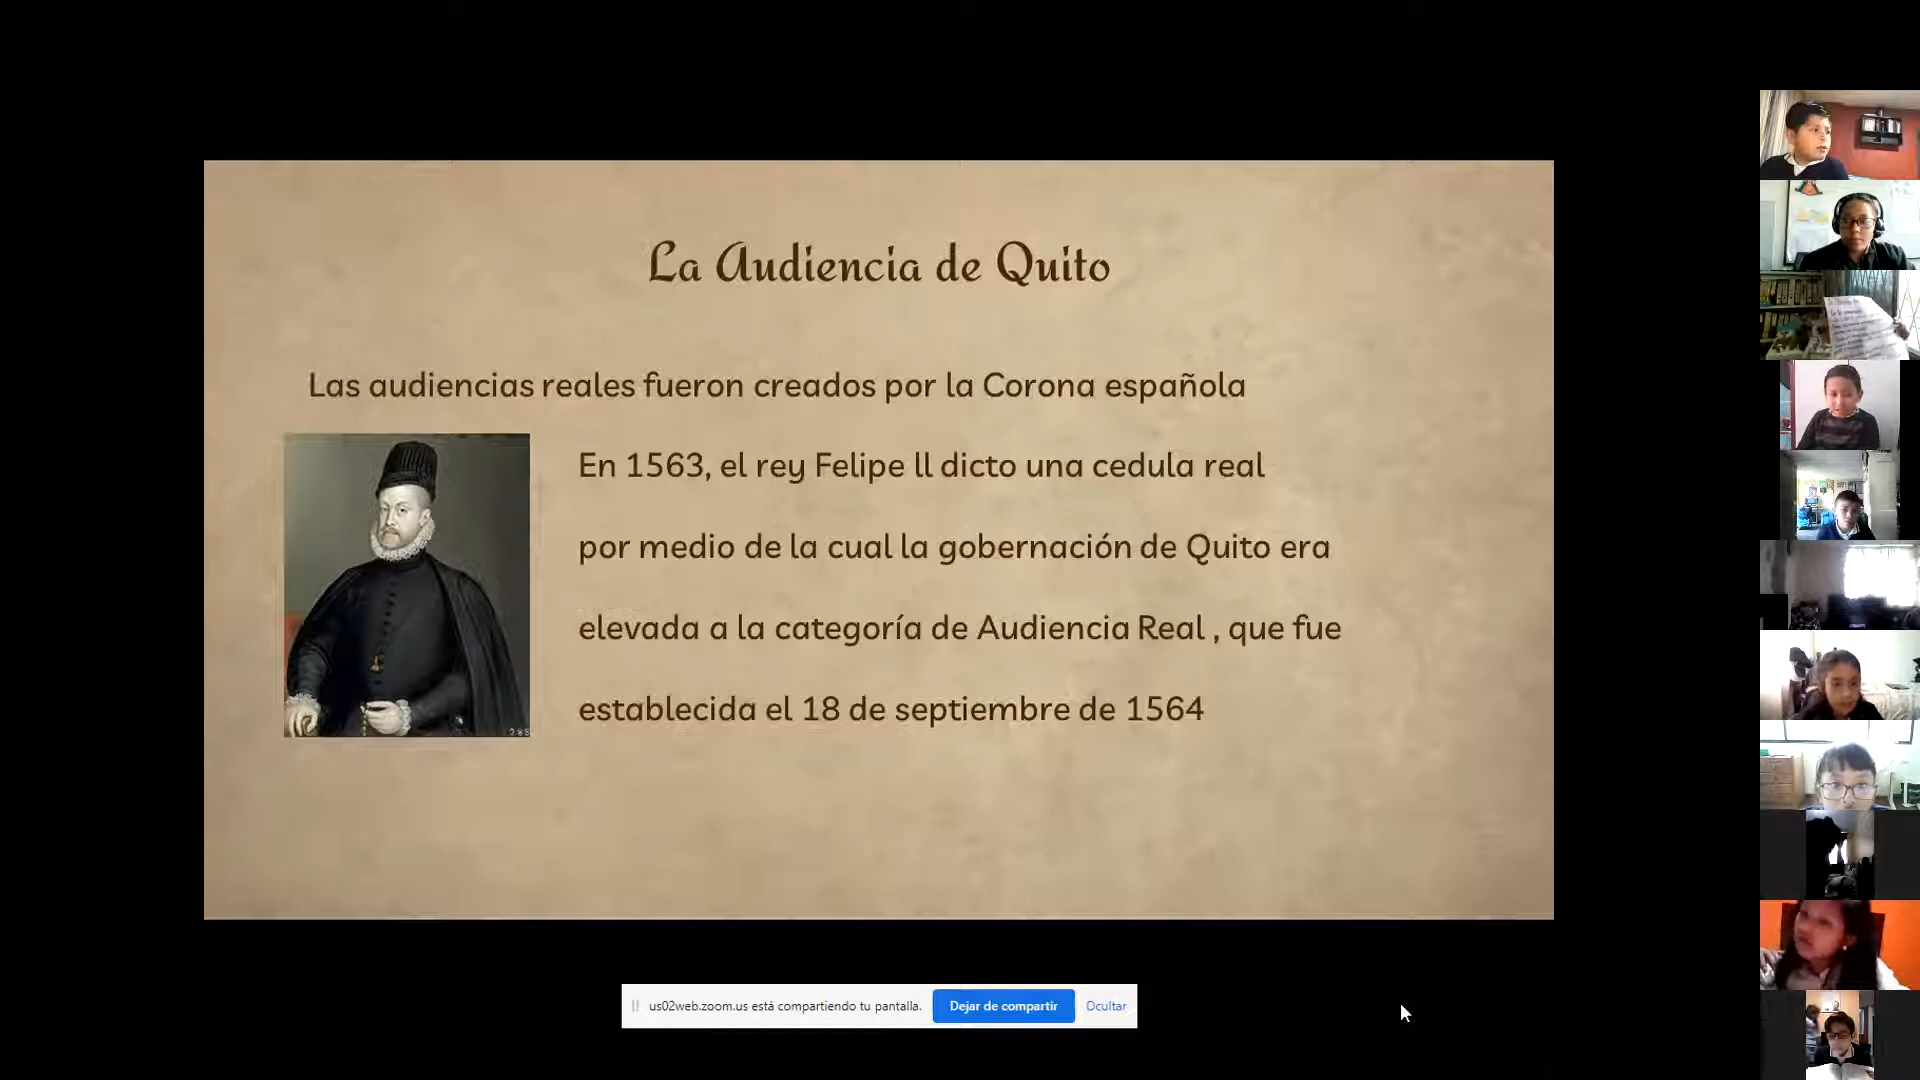 La Audiencia de Quito
Las audiencias reales fueron creados por la Corona española
En 1563, el rey Felipe ll dicto una cedula real
por medio de la cual la gobernación de Quito era
elevada a la categoría de Audiencia Real , que fue
establecida el 18 de septiembre de 1564
us02web.zoom.us está compartiendo tu pantalla.
Dejar de compartir
Ocultar